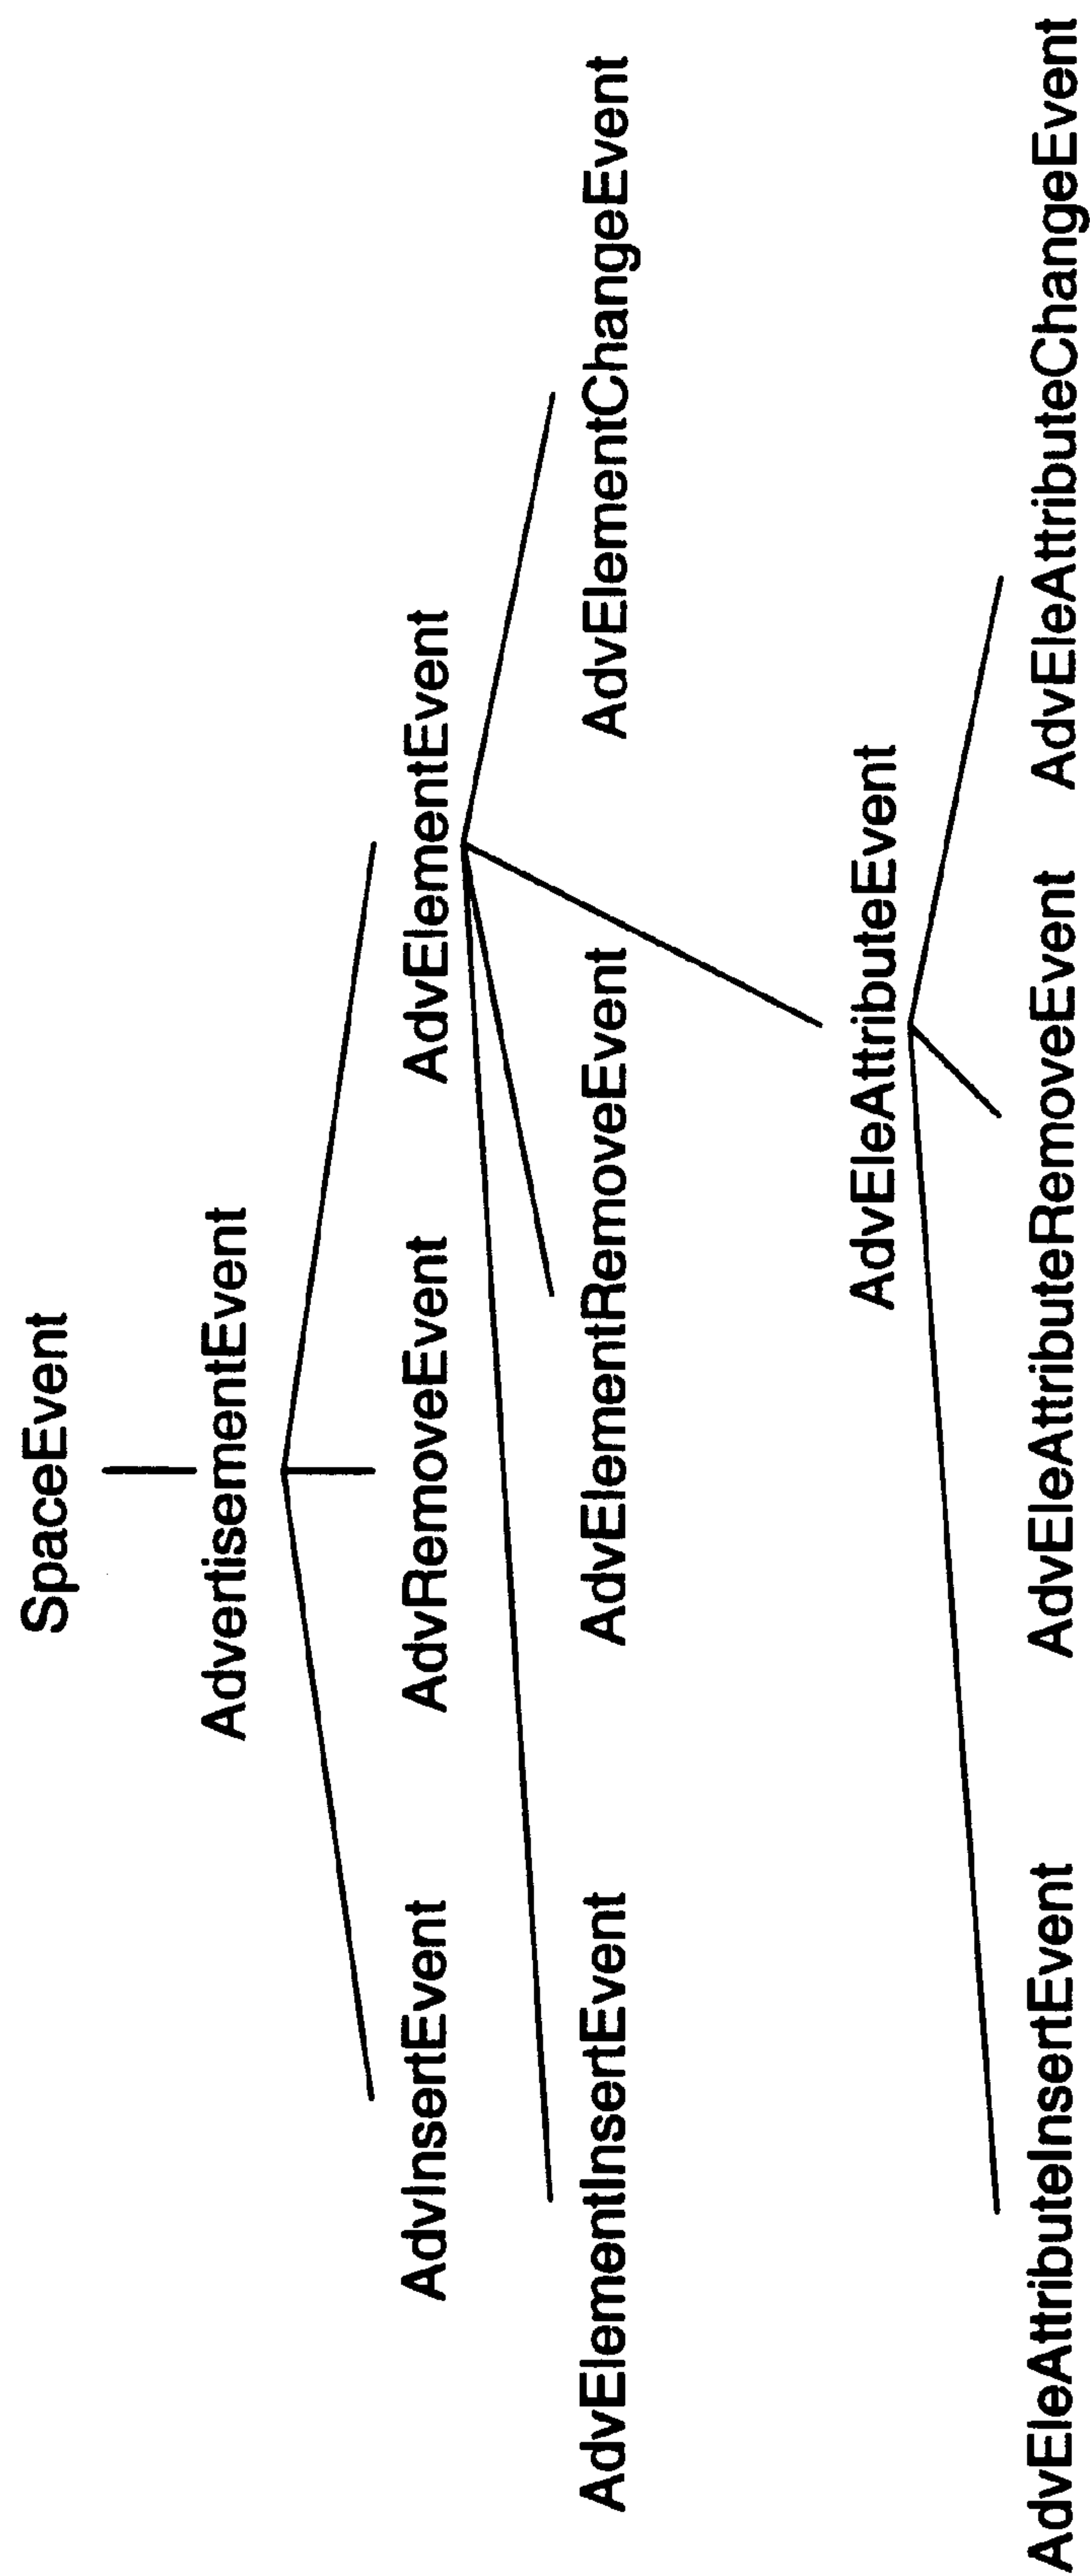 SpaceEvent
AdvertisementEvent
AdvInsertEvent
AdvRemoveEvent
AdvElementEvent
AdvElementInsertEvent
AdvElementRemoveEvent
AdvElementChangeEvent
AdvEleAttributeEvent
AdvEleAttributeInsertEvent
AdvEleAttributeRemoveEvent
AdvEleAttributeChangeEvent